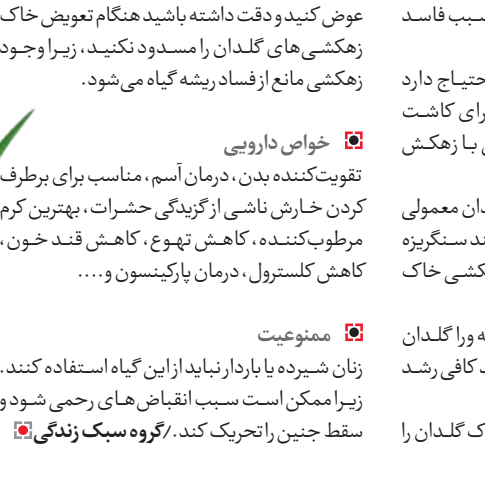 سبب فاسد
حتیاج دارد
رای کاشت
با زهکش
دان معمولی
ند سنگریزه
کشی خاک
ه ورا گلدان
د کافی رشد
ک گلدان را
عوض کنید و دقت داشته باشید هنگام تعویض خاک
زهکشی‌های گلدان را مسدود نکنید، زیرا وجود
زهکشی مانع از فساد ریشه گیاه می‌شود.
خواص دارویی
تقویت‌کننده بدن، درمان آسم، مناسب برای برطرف
کردن خارش ناشی از گزیدگی حشرات، بهترین کرم
مرطوب‌کننده، کاهش تهوع، کاهش قند خون،
کاهش کلسترول، درمان پارکینسون و....
ممنوعیت
زنان شیرده یا باردار نباید از این گیاه استفاده کنند.
زیرا ممکن است سبب انقباض‌های رحمی شود و
سقط جنین را تحریک کند./گروه سبک زندگی